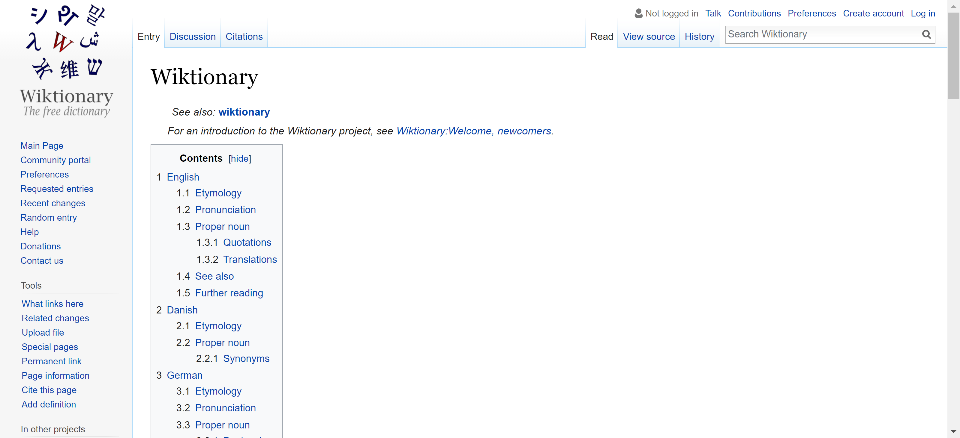 Not logged in Talk Contributions Preferences Create account Log in
Entry Discussion Citations Read View source History Search Wiktionary
시 ל 말
λ W ش
维 ש
Wiktionary
The free dictionary
Main Page
Community portal
Preferences
Requested entries
Recent changes
Random entry
Help
Donations
Contact us
Tools
What links here
Related changes
Upload file
Special pages
Permanent link
Page information
Cite this page
Add definition
In other projects
Wiktionary
See also: wiktionary
For an introduction to the Wiktionary project, see Wiktionary:Welcome, newcomers.
Contents [hide]
1 English
1.1 Etymology
1.2 Pronunciation
1.3 Proper noun
1.3.1 Quotations
1.3.2 Translations
1.4 See also
1.5 Further reading
2 Danish
2.1 Etymology
2.2 Proper noun
2.2.1 Synonyms
3 German
3.1 Etymology
3.2 Pronunciation
3.3 Proper noun